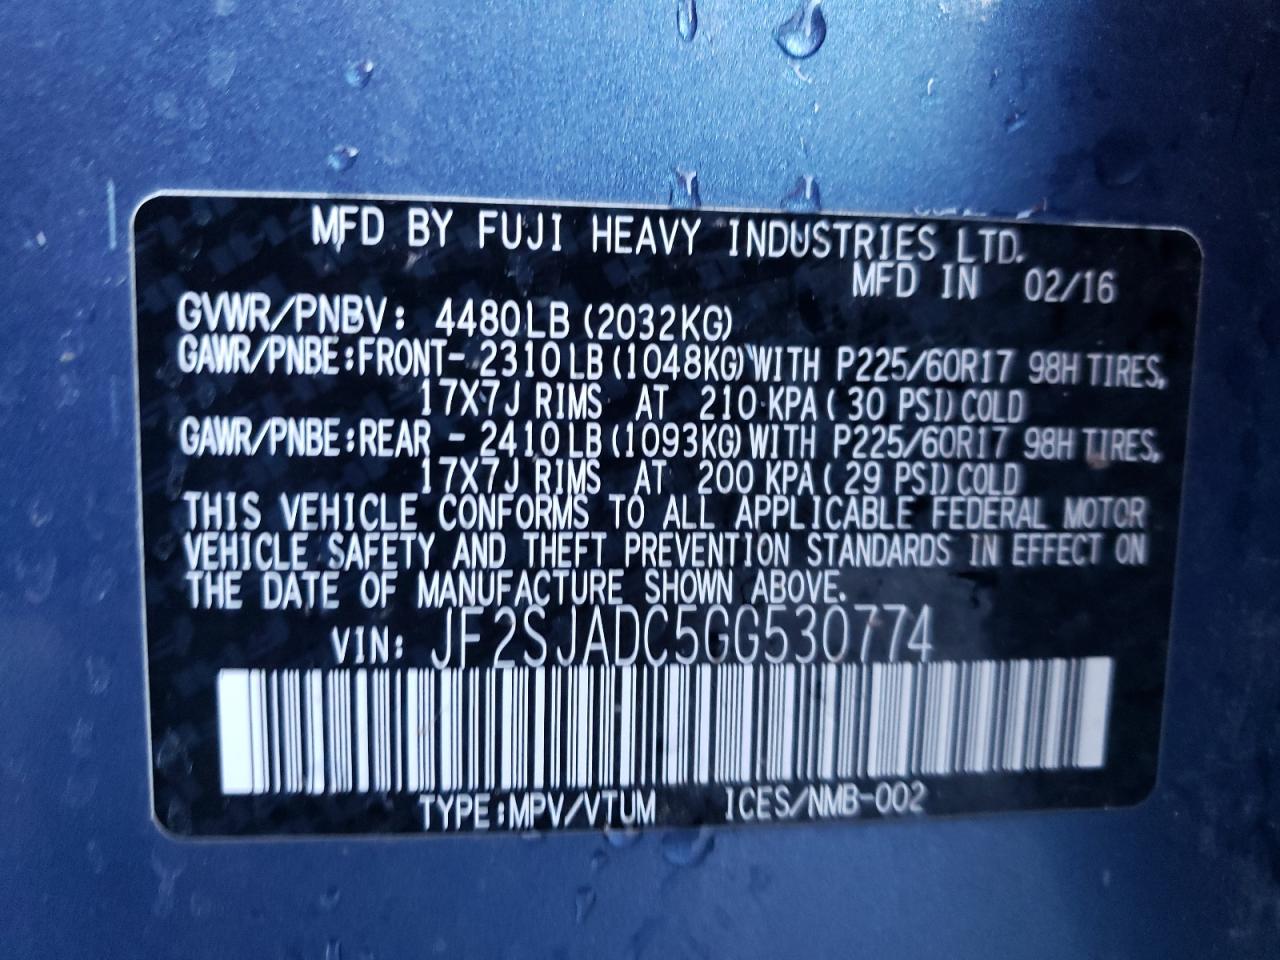 MFD BY FUJI HEAVY INDUSTRIES LTD.
MFD IN 02/16
GVWR/PNBV: 4480LB (2032KG)
GAWR/PNBE:FRONT- 2310LB(1048KG)WITH P225/60R17 98H TIRES,
17X7J RIMS AT 210 KPA( 30 PSI)COLD
GAWR/PNBE:REAR - 2410LB(1093KG)WITH P225/60R17 98H TIRES,
17X7J RIMS AT 200 KPA( 29 PSI)COLD
THIS VEHICLE CONFORMS TO ALL APPLICABLE FEDERAL MOTOR
VEHICLE SAFETY AND THEFT PREVENTION STANDARDS IN EFFECT ON
THE DATE OF MANUFACTURE SHOWN ABOVE.
VIN: JF2SJADC5GG530774
TYPE:MPV/VTUM ICES/NMB-002